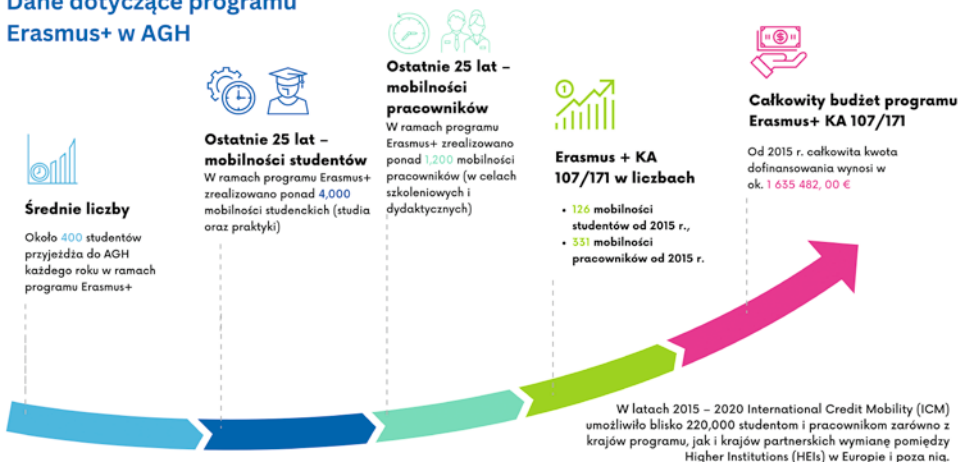 Dane dotyczące programu
Erasmus+ w AGH
Średnie liczby
Około 400 studentów
przyjeżdża do AGH
każdego roku w ramach
programu Erasmus+
Ostatnie 25 lat –
mobilności studentów
W ramach programu Erasmus+
zrealizowano ponad 4,000
mobilności studenckich (studia
oraz praktyki)
Ostatnie 25 lat –
mobilności
pracowników
W ramach programu
Erasmus+ zrealizowano
ponad 1,200 mobilności
pracowników (w celach
szkoleniowych i
dydaktycznych)
1
Erasmus + KA
107/171 w liczbach
• 126 mobilności
studentów od 2015 r.,
• 331 mobilności
pracowników od 2015 r.
$
Całkowity budżet programu
Erasmus+ KA 107/171
Od 2015 r. całkowita kwota
dofinansowania wynosi w
ok. 1 635 482, 00 €
W latach 2015 – 2020 International Credit Mobility (ICM)
umożliwiło blisko 220,000 studentom i pracownikom zarówno z
krajów programu, jak i krajów partnerskich wymianę pomiędzy
Higher Institutions (HEIs) w Europie i poza nią.